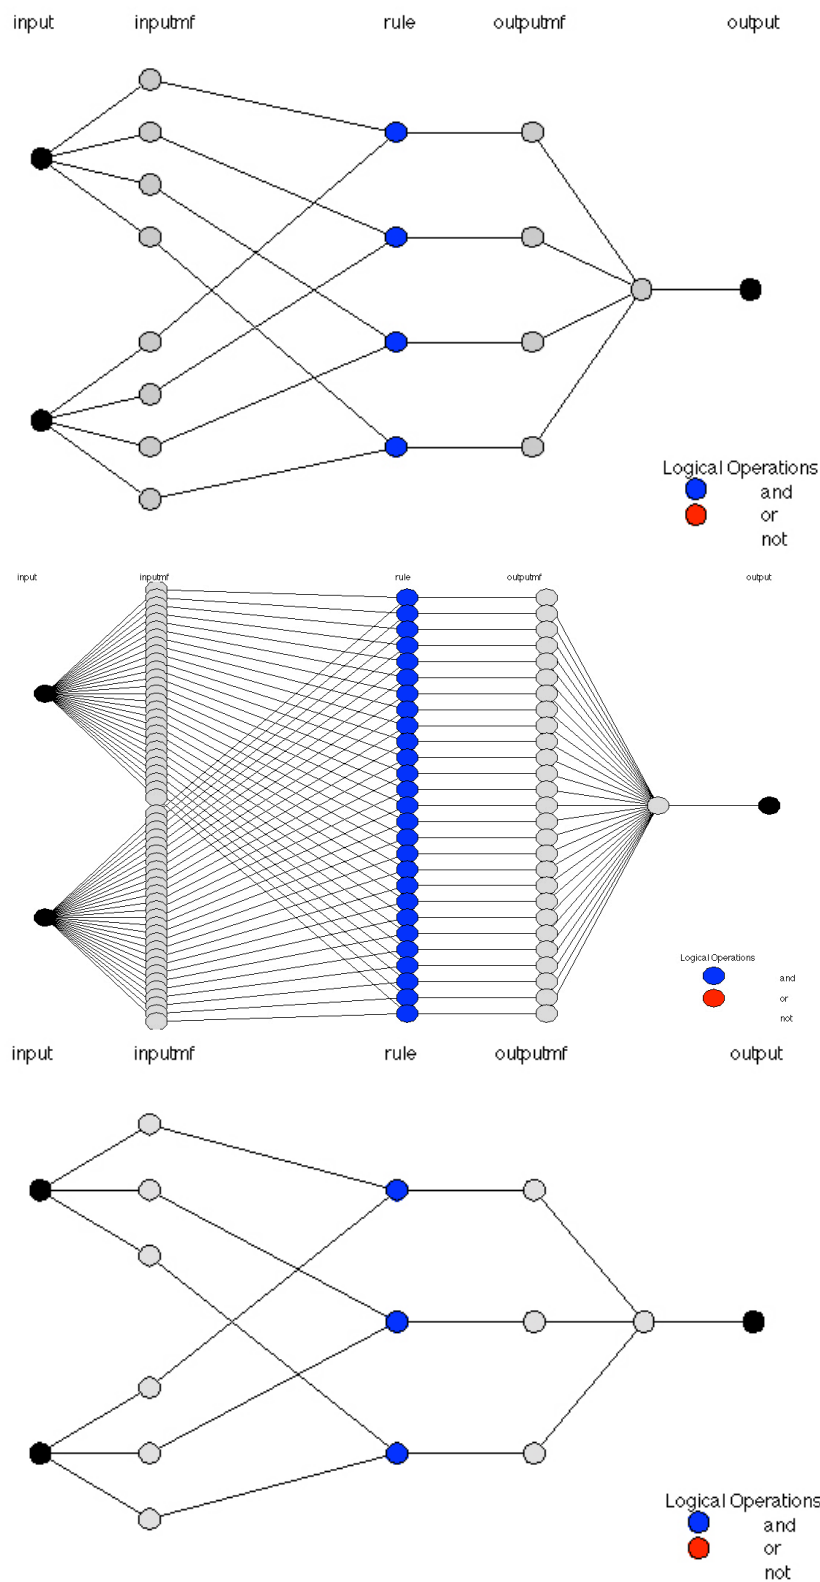 input inputmf rule outputmf output
Logical Operations
and
or
not
input inputmf rule outputmf output
Logical Operations
and
or
not
input inputmf rule outputmf output
Logical Operations
and
or
not